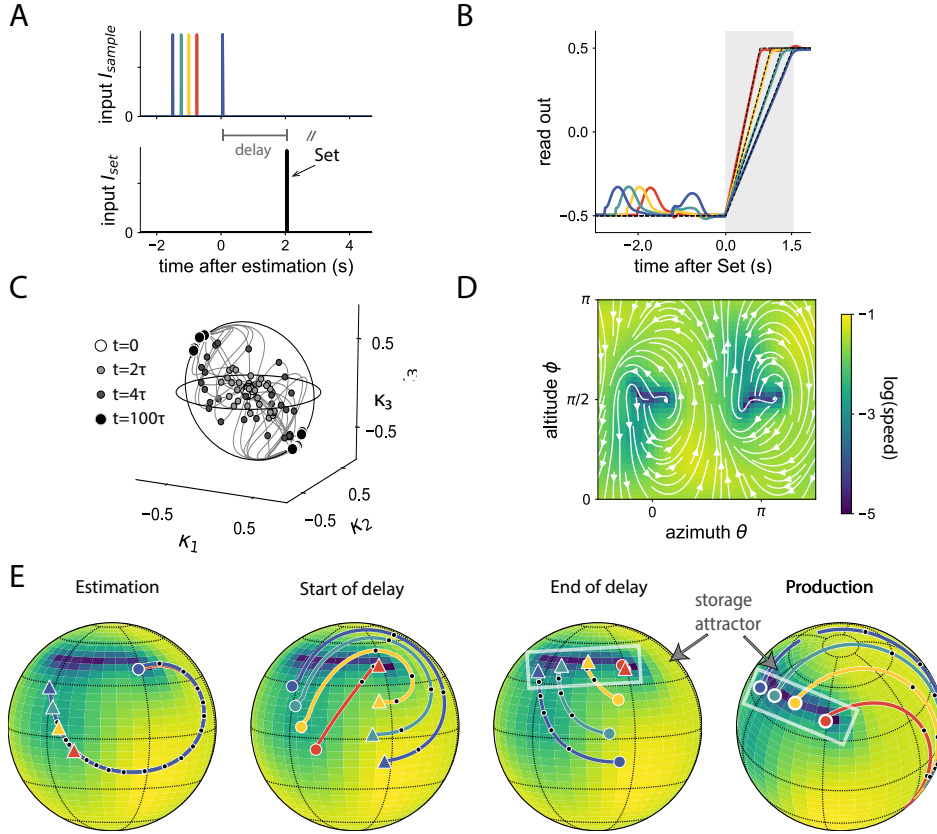 A
input I_sample
0
delay
//
Set
input I_set
0
−2
0
2
4
time after estimation (s)
B
read out
0.5
0.0
−0.5
−2.0
0.0
1.5
time after Set (s)
C
t=0
t=2τ
t=4τ
t=100τ
0.5
κ3
−0.5
−0.5
0.5
κ1
−0.5
0.5
κ2
D
altitude ϕ
π
π/2
0
0
π
azimuth θ
−1
−3
−5
log(speed)
E
Estimation
Start of delay
End of delay
Production
storage
attractor